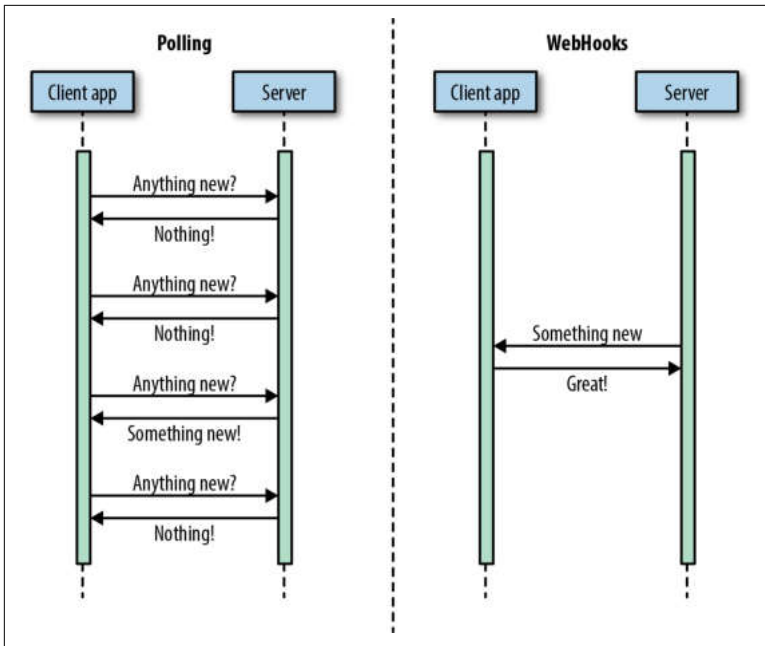 Polling
Client app
Server
Anything new?
Nothing!
Anything new?
Nothing!
Anything new?
Something new!
Anything new?
Nothing!
WebHooks
Client app
Server
Something new
Great!